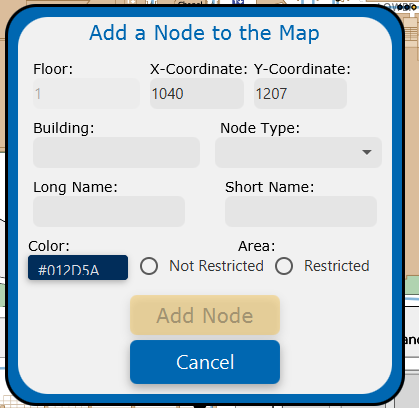 Add a Node to the Map
Floor: X-Coordinate: Y-Coordinate:
1 1040 1207
Building: Node Type:
Long Name: Short Name:
Color: Area:
#012D5A Not Restricted Restricted
Add Node
Cancel